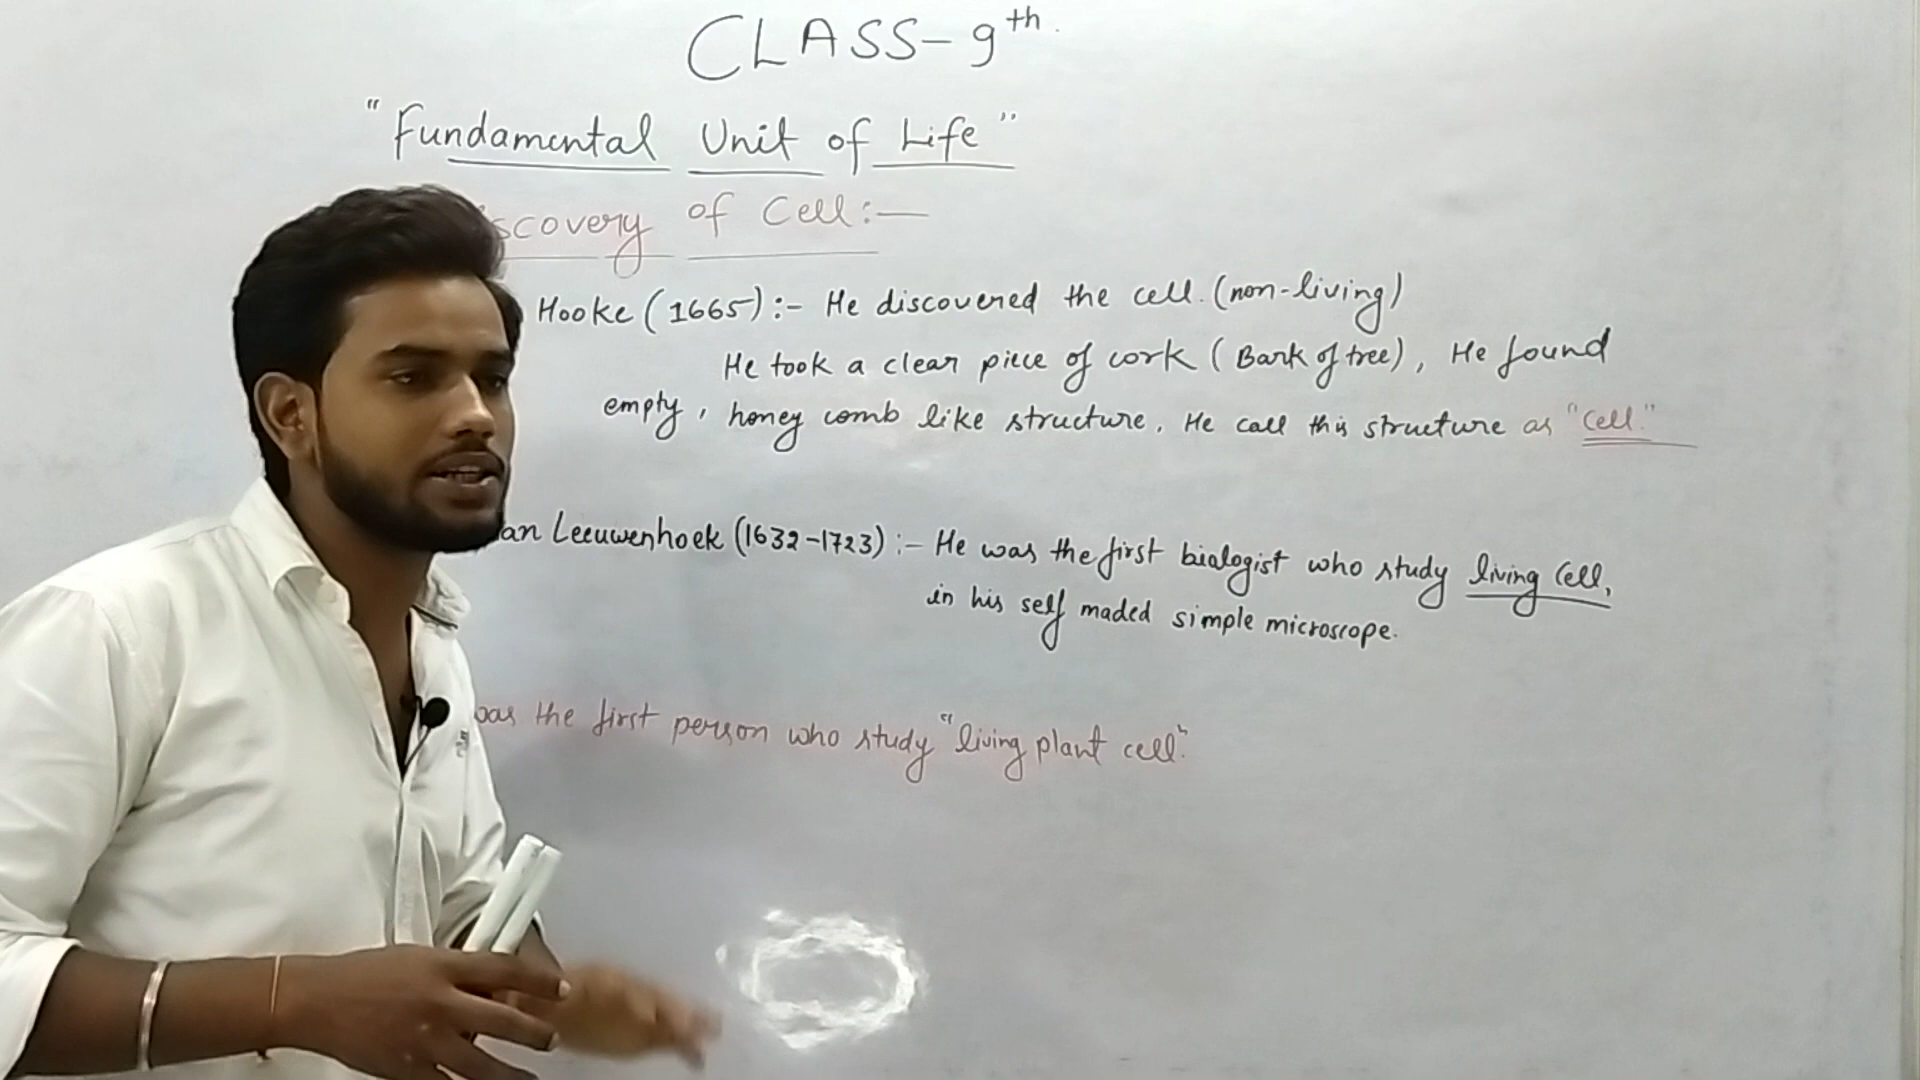 CLASS-9th.
"Fundamental Unit of Life"
scovery of Cell:-
Hooke (1665):- He discovered the cell. (non-living)
He took a clear piece of cork (Bark of tree), He found
empty, honey comb like structure. He call this structure as "Cell."
an Leeuwenhoek (1632-1723):- He was the first biologist who study living Cell,
in his self maded simple microscope.
was the first person who study "living plant cell."